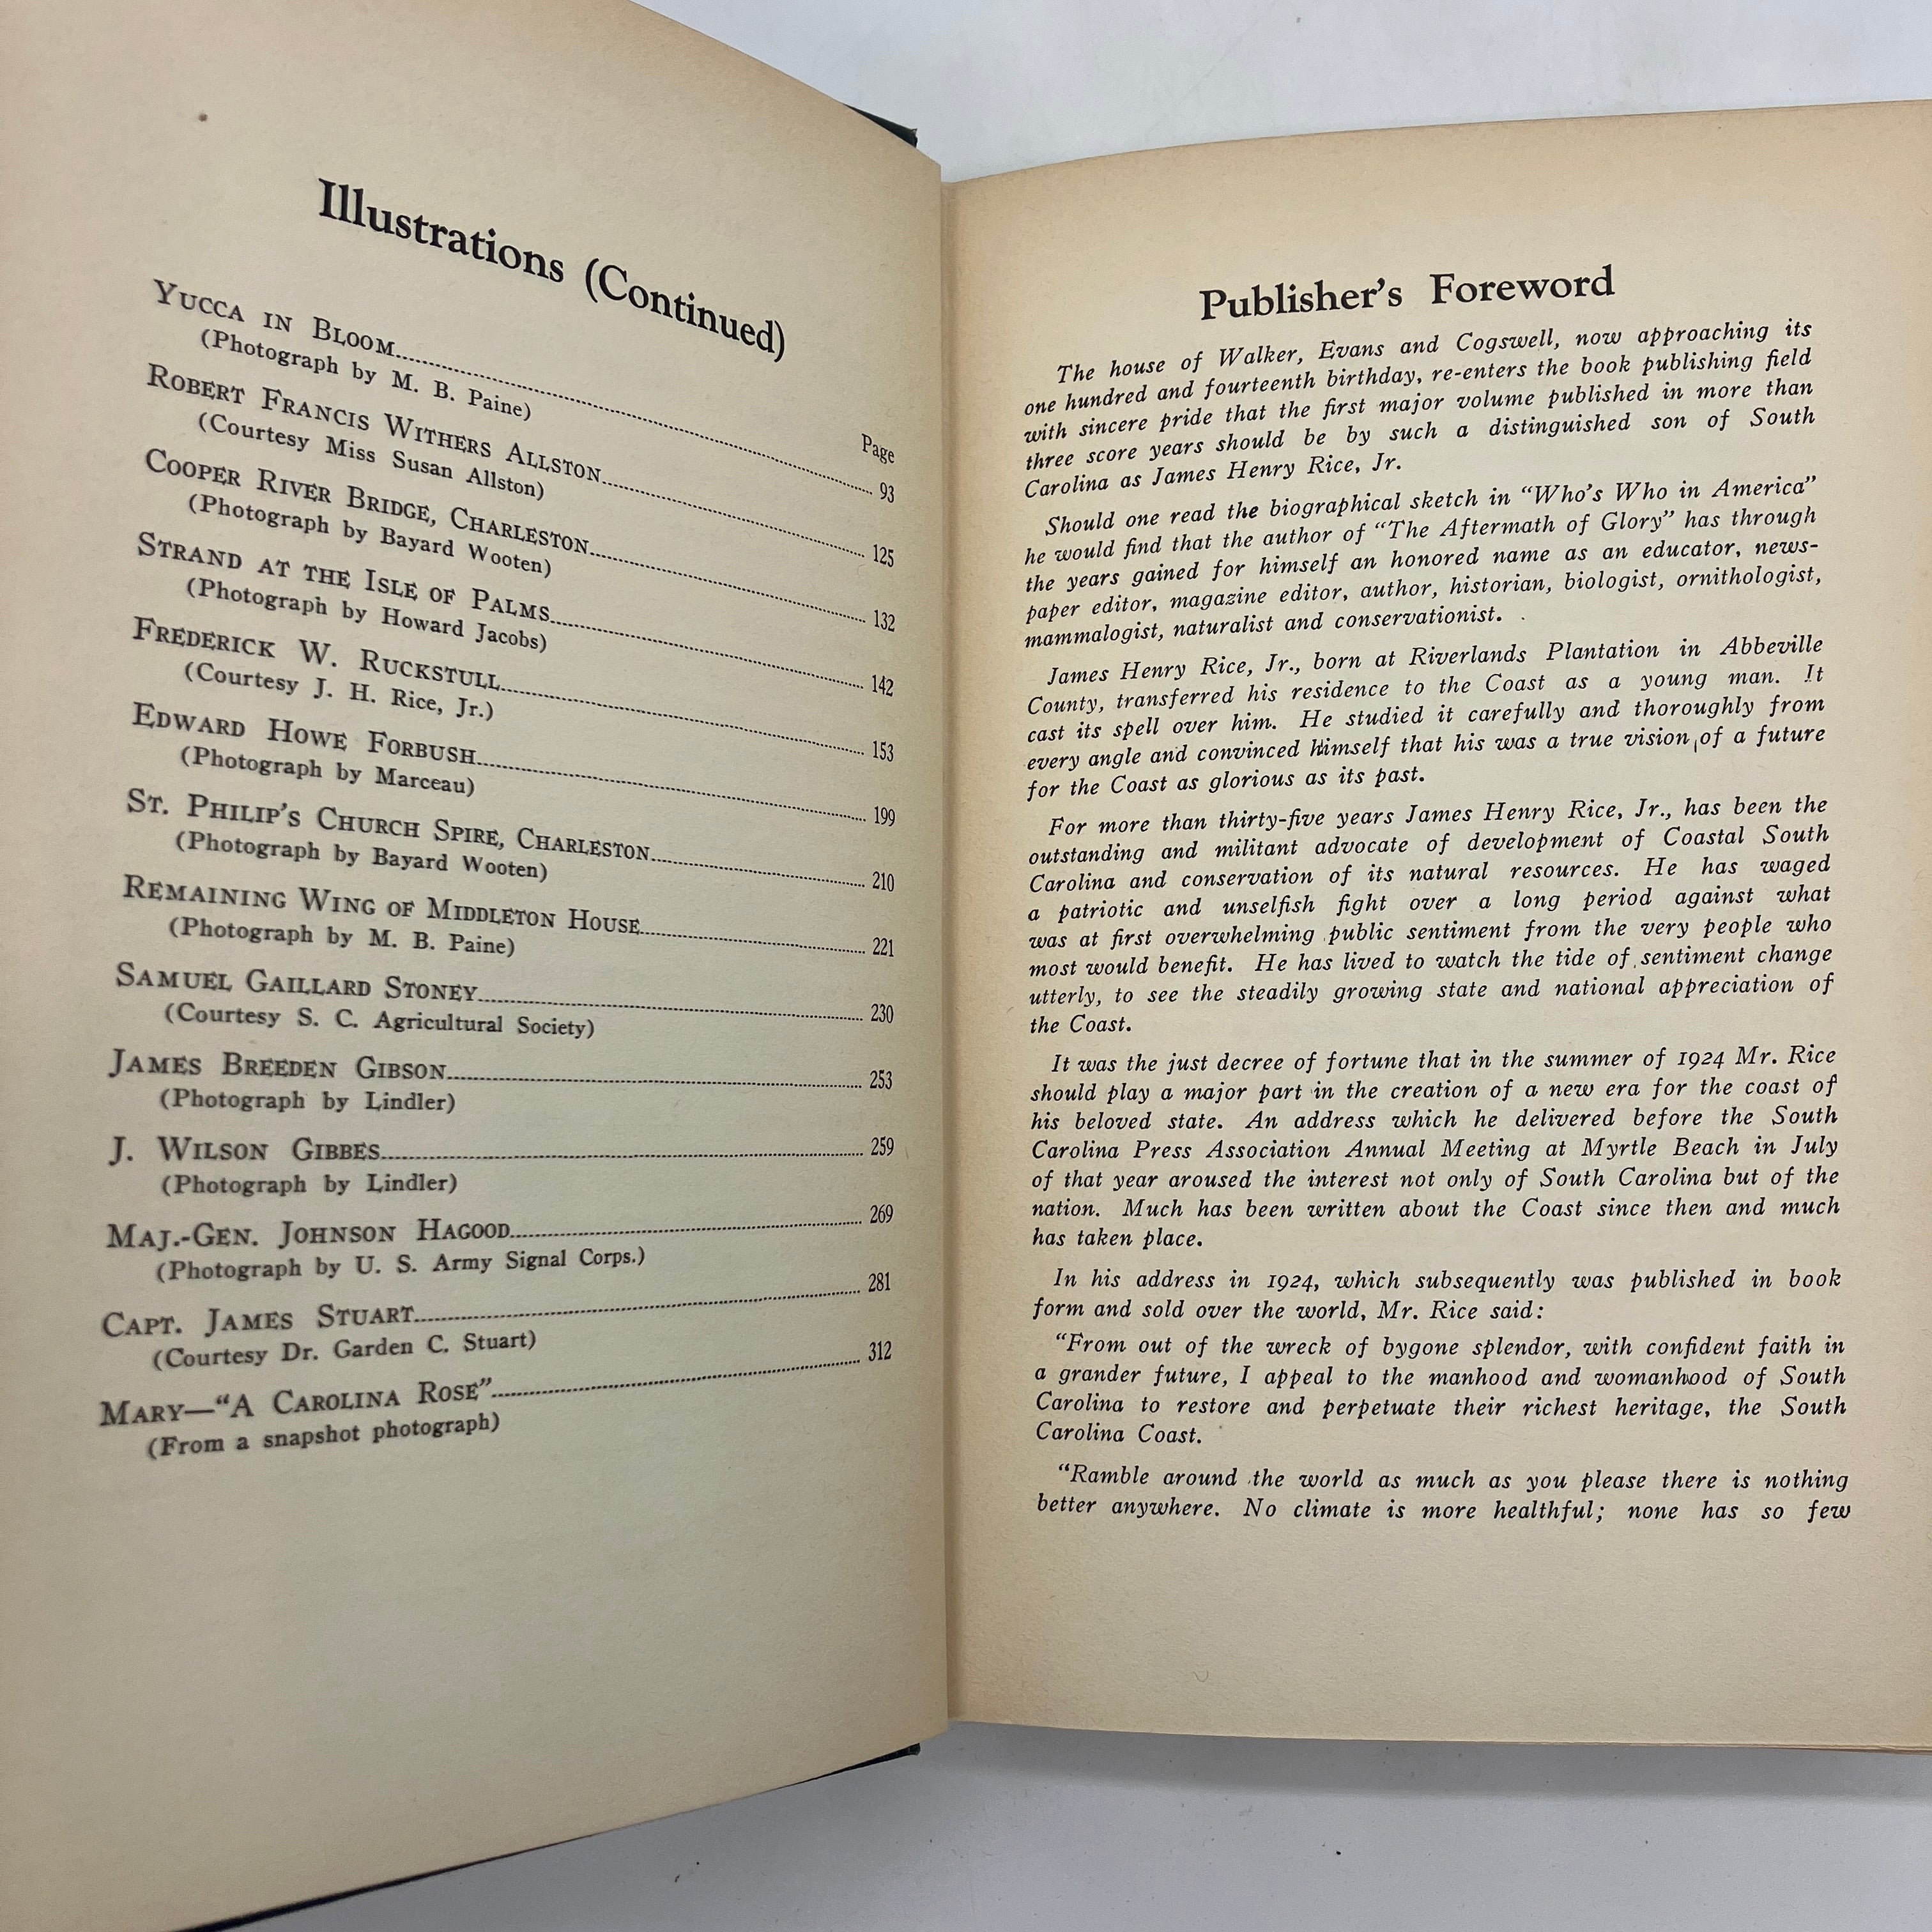 Illustrations (Continued)
Page
Yucca in Bloom 93
(Photograph by M. B. Paine)
Robert Francis Withers Allston 125
(Courtesy Miss Susan Allston)
Cooper River Bridge, Charleston 132
(Photograph by Bayard Wooten)
Strand at the Isle of Palms 142
(Photograph by Howard Jacobs)
Frederick W. Ruckstull 153
(Courtesy J. H. Rice, Jr.)
Edward Howe Forbush 199
(Photograph by Marceau)
St. Philip's Church Spire, Charleston 210
(Photograph by Bayard Wooten)
Remaining Wing of Middleton House 221
(Photograph by M. B. Paine)
Samuel Gaillard Stoney 230
(Courtesy S. C. Agricultural Society)
James Breeden Gibson 253
(Photograph by Lindler)
J. Wilson Gibbes 259
(Photograph by Lindler)
Maj.-Gen. Johnson Hagood 269
(Photograph by U. S. Army Signal Corps.)
Capt. James Stuart 281
(Courtesy Dr. Garden C. Stuart)
Mary—“A Carolina Rose” 312
(From a snapshot photograph)
Publisher's Foreword
The house of Walker, Evans and Cogswell, now approaching its
one hundred and fourteenth birthday, re-enters the book publishing field
with sincere pride that the first major volume published in more than
three score years should be by such a distinguished son of South
Carolina as James Henry Rice, Jr.
Should one read the biographical sketch in “Who's Who in America”
he would find that the author of “The Aftermath of Glory” has through
the years gained for himself an honored name as an educator, news-
paper editor, magazine editor, author, historian, biologist, ornithologist,
mammalogist, naturalist and conservationist.
James Henry Rice, Jr., born at Riverlands Plantation in Abbeville
County, transferred his residence to the Coast as a young man. It
cast its spell over him. He studied it carefully and thoroughly from
every angle and convinced himself that his was a true vision of a future
for the Coast as glorious as its past.
For more than thirty-five years James Henry Rice, Jr., has been the
outstanding and militant advocate of development of Coastal South
Carolina and conservation of its natural resources. He has waged
a patriotic and unselfish fight over a long period against what
was at first overwhelming public sentiment from the very people who
most would benefit. He has lived to watch the tide of sentiment change
utterly, to see the steadily growing state and national appreciation of
the Coast.
It was the just decree of fortune that in the summer of 1924 Mr. Rice
should play a major part in the creation of a new era for the coast of
his beloved state. An address which he delivered before the South
Carolina Press Association Annual Meeting at Myrtle Beach in July
of that year aroused the interest not only of South Carolina but of the
nation. Much has been written about the Coast since then and much
has taken place.
In his address in 1924, which subsequently was published in book
form and sold over the world, Mr. Rice said:
“From out of the wreck of bygone splendor, with confident faith in
a grander future, I appeal to the manhood and womanhood of South
Carolina to restore and perpetuate their richest heritage, the South
Carolina Coast.
“Ramble around the world as much as you please there is nothing
better anywhere. No climate is more healthful; none has so few